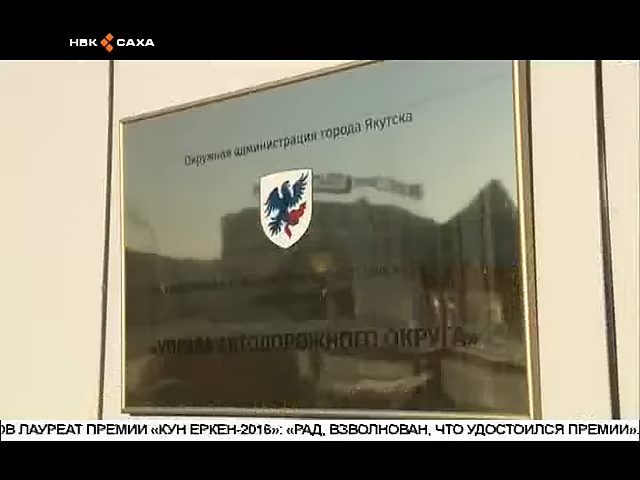 НВК САХА
Окружная администрация города Якутска
«УПРАВА АВТОДОРОЖНОГО ОКРУГА»
ОВ ЛАУРЕАТ ПРЕМИИ «КУН ЕРКЕН-2016»: «РАД, ВЗВОЛНОВАН, ЧТО УДОСТОИЛСЯ ПРЕМИИ».